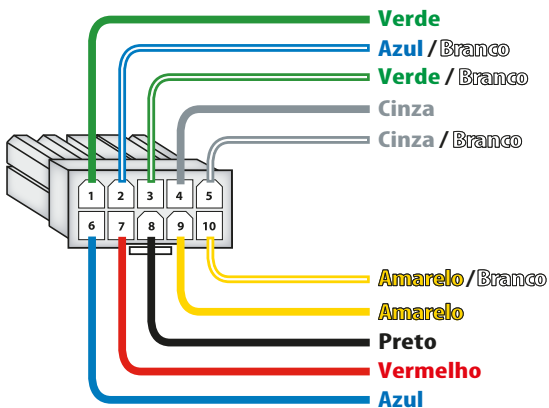 Verde
Azul / Branco
Verde / Branco
Cinza
Cinza / Branco
1 2 3 4 5
6 7 8 9 10
Amarelo/Branco
Amarelo
Preto
Vermelho
Azul